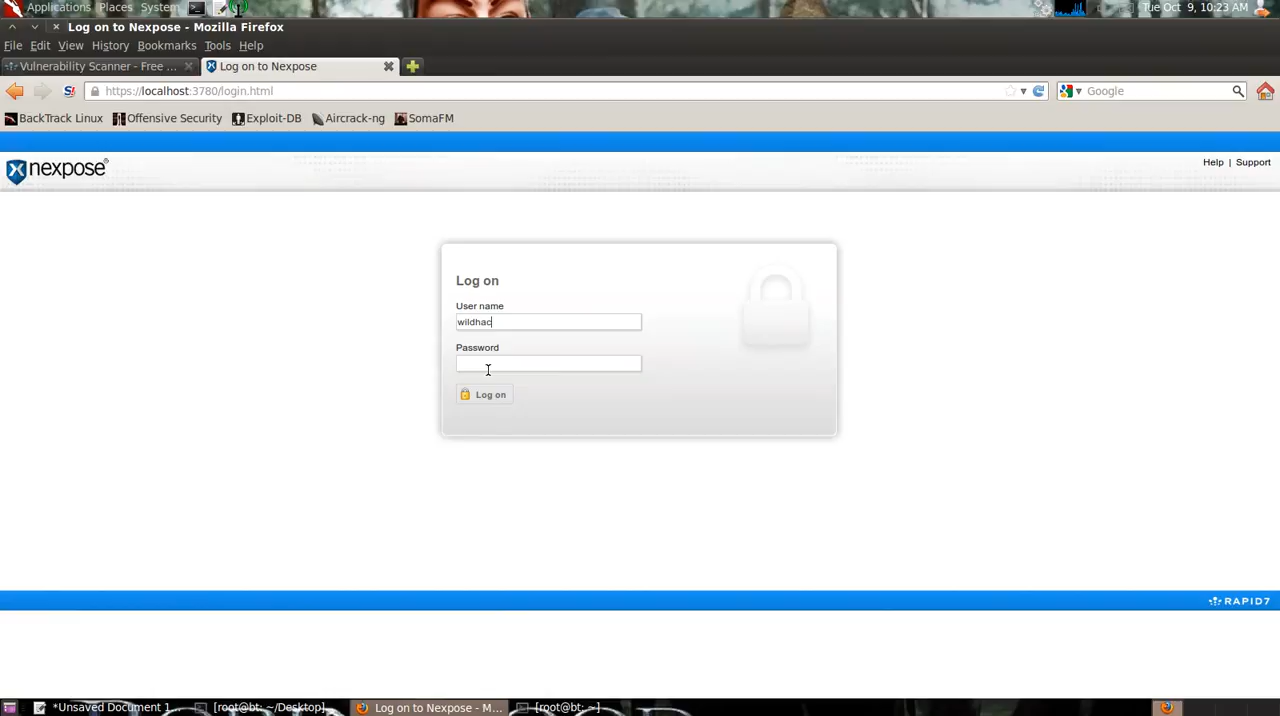 Applications Places System
Tue Oct 9, 10:23 AM
Log on to Nexpose - Mozilla Firefox
File Edit View History Bookmarks Tools Help
Vulnerability Scanner - Free ...
Log on to Nexpose
https://localhost:3780/login.html
Google
BackTrack Linux Offensive Security Exploit-DB Aircrack-ng SomaFM
nexpose®
Help | Support
Log on
User name
wildhac
Password
Log on
RAPID7
*Unsaved Document 1...
[root@bt: ~/Desktop]
Log on to Nexpose - M...
[root@bt: ~]